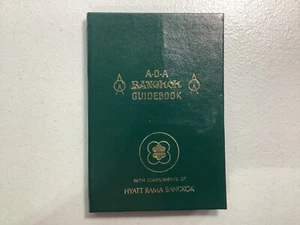 A·D·A
BANGKOK
GUIDEBOOK
WITH COMPLIMENTS OF
HYATT RAMA BANGKOK